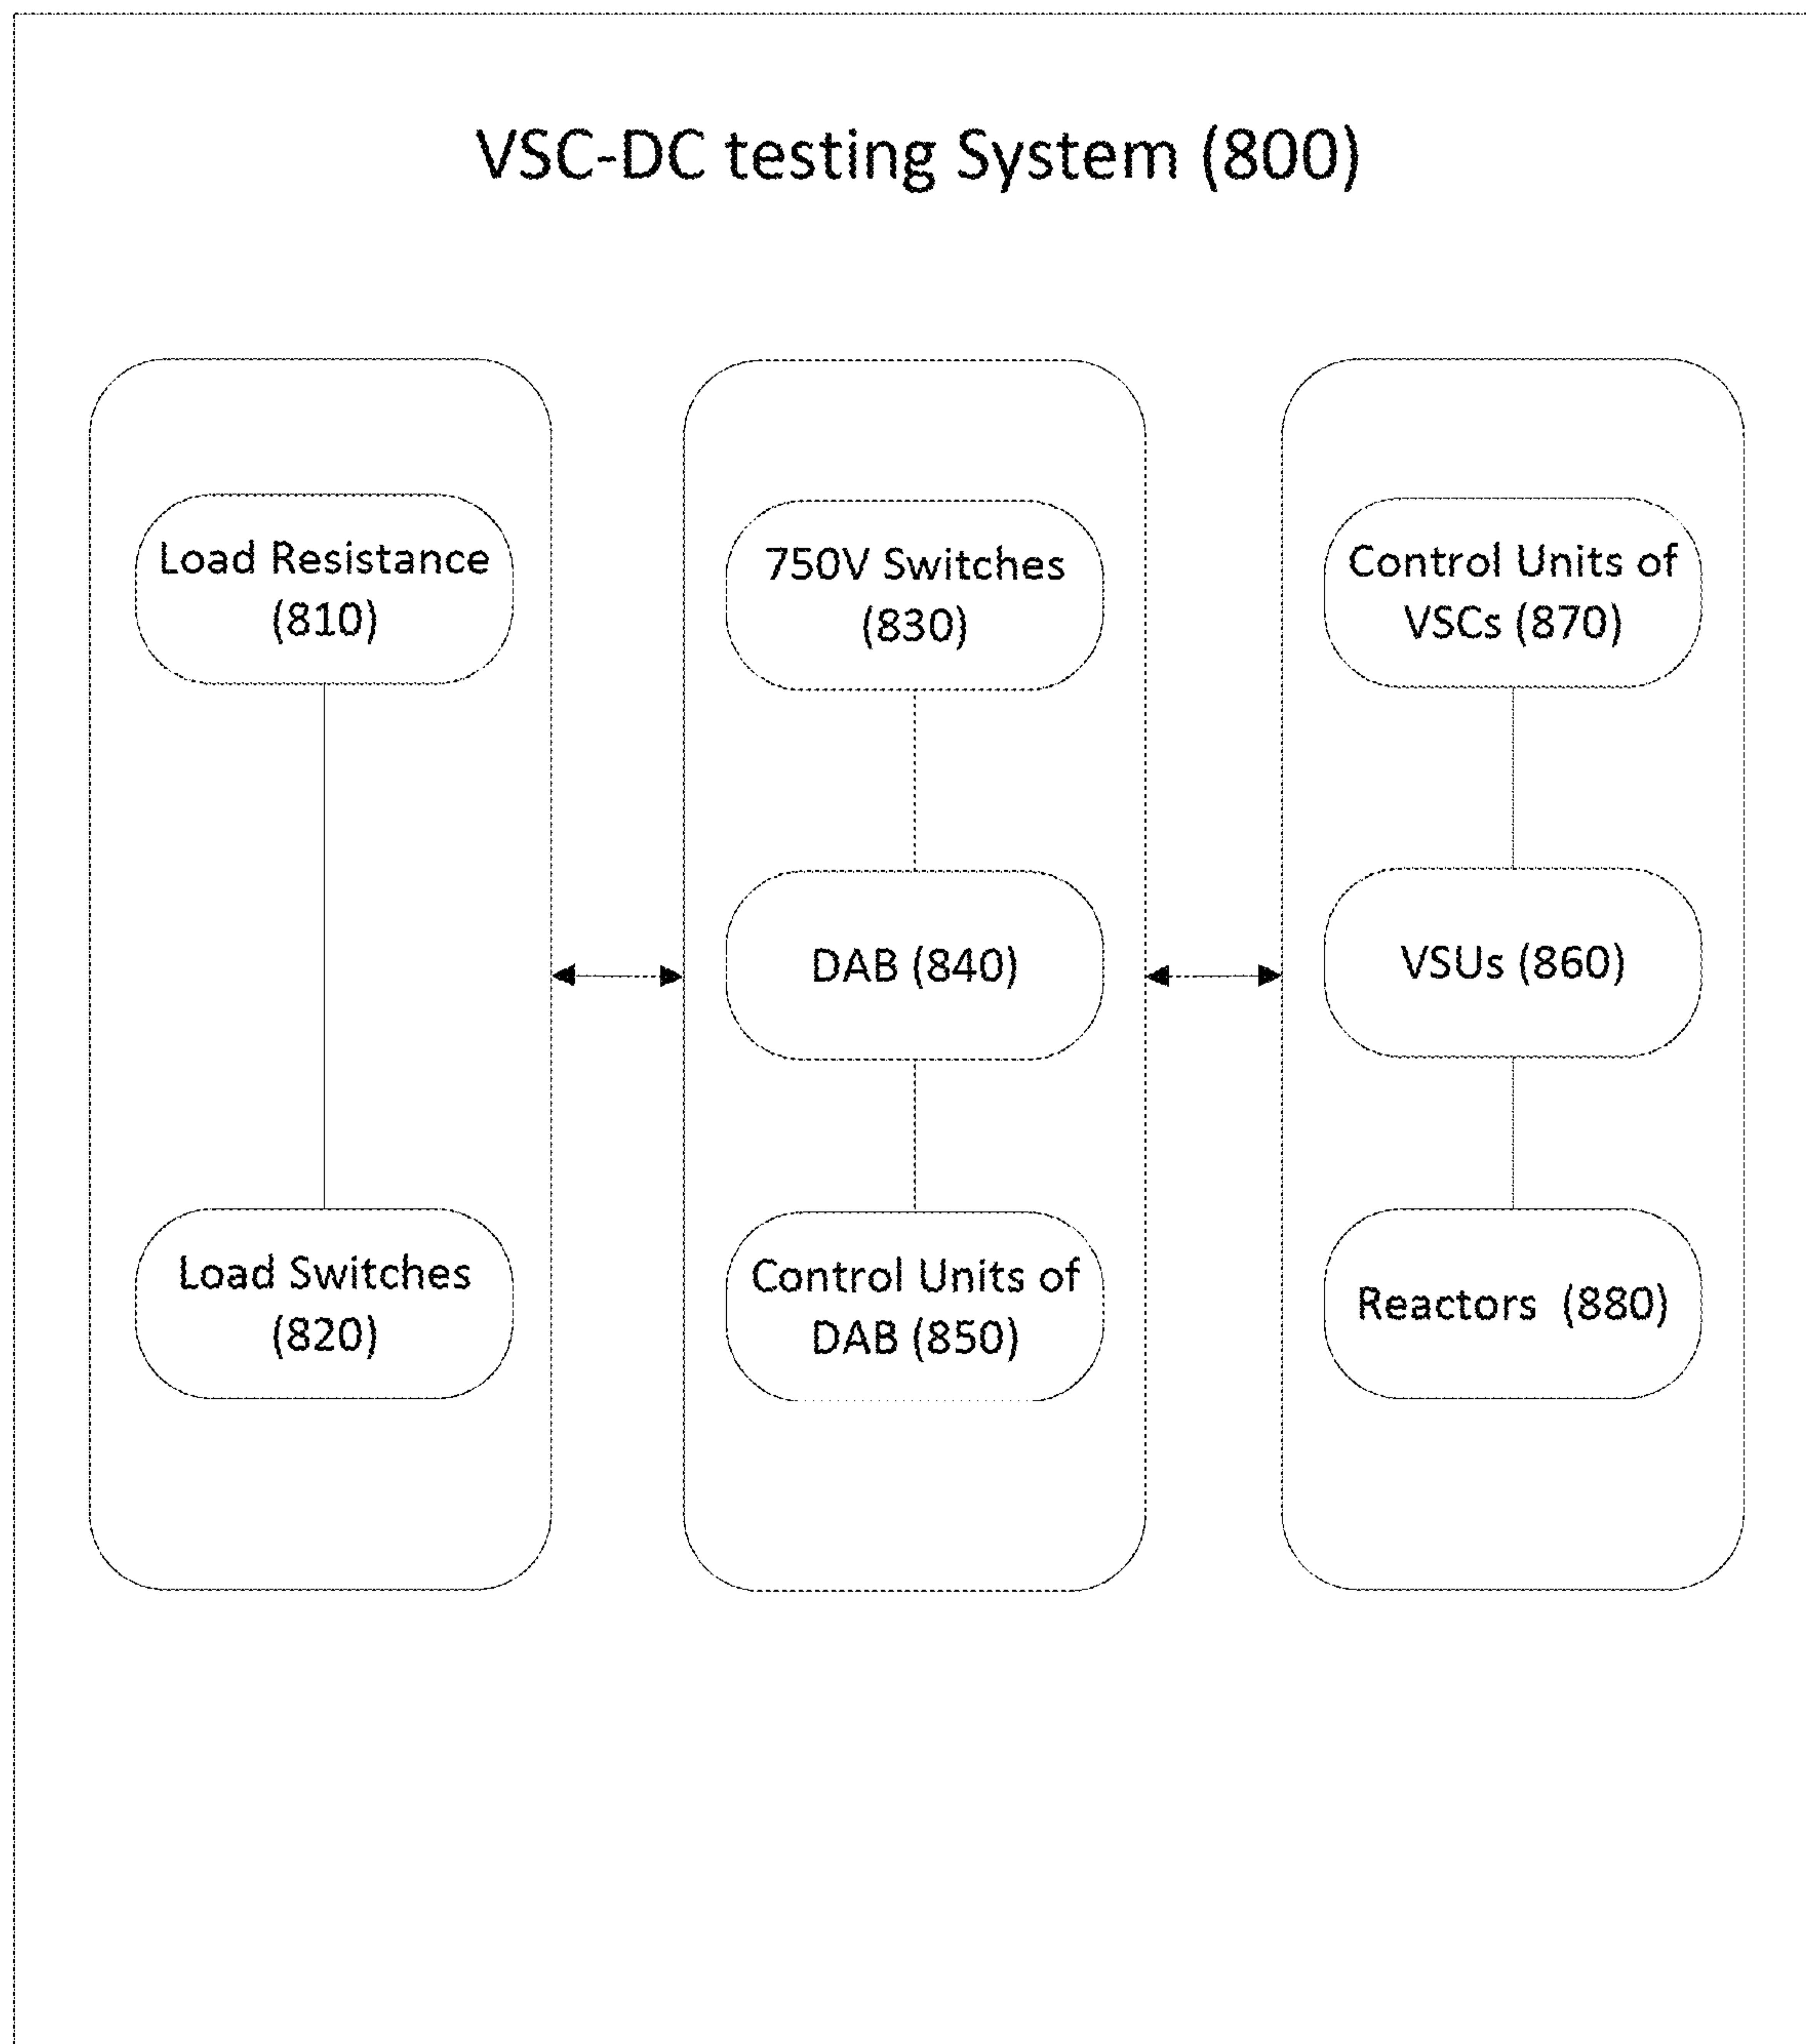 VSC-DC testing System (800)
Load Resistance
(810)
Load Switches
(820)
750V Switches
(830)
DAB (840)
Control Units of
DAB (850)
Control Units of
VSCs (870)
VSUs (860)
Reactors (880)